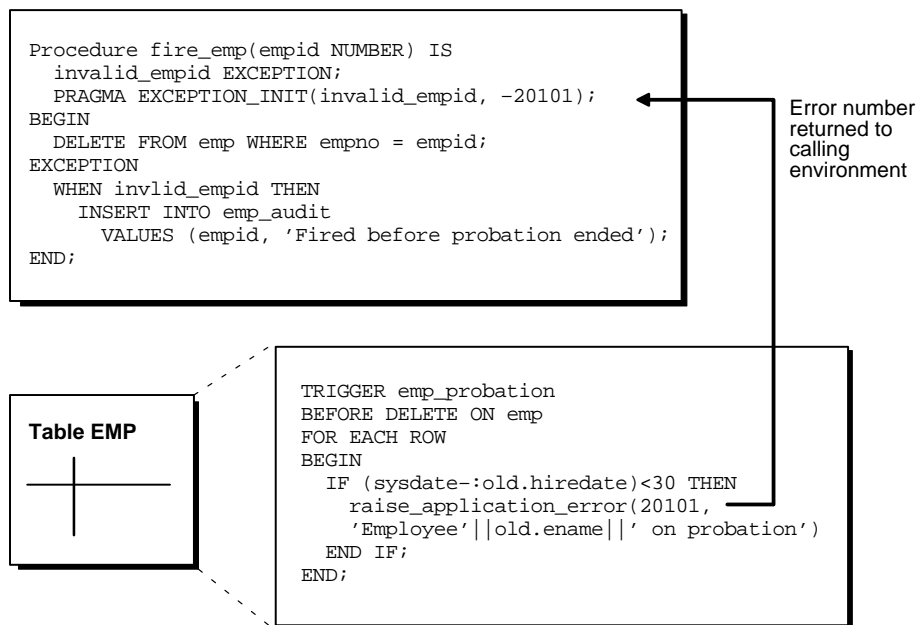 Procedure fire_emp(empid NUMBER) IS
invalid_empid EXCEPTION;
PRAGMA EXCEPTION_INIT(invalid_empid, −20101);
BEGIN
DELETE FROM emp WHERE empno = empid;
EXCEPTION
WHEN invlid_empid THEN
INSERT INTO emp_audit
VALUES (empid, ’Fired before probation ended’);
END;
Error number
returned to
calling
environment
Table EMP
TRIGGER emp_probation
BEFORE DELETE ON emp
FOR EACH ROW
BEGIN
IF (sysdate−:old.hiredate)<30 THEN
raise_application_error(20101,
’Employee’||old.ename||’ on probation’)
END IF;
END;